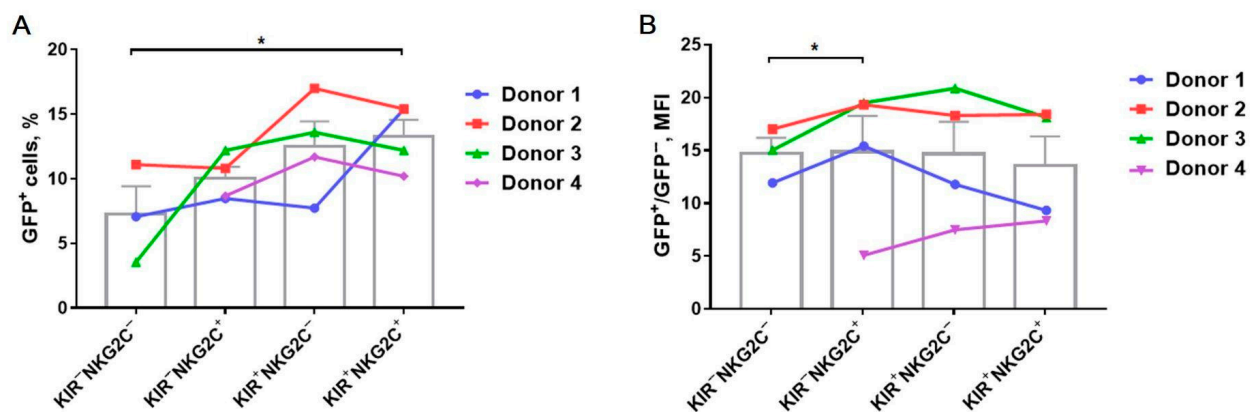 A
GFP⁺ cells, %
20
15
10
5
0
*
KIR⁻NKG2C⁻
KIR⁻NKG2C⁺
KIR⁺NKG2C⁻
KIR⁺NKG2C⁺
Donor 1
Donor 2
Donor 3
Donor 4
B
GFP⁺/GFP⁻, MFI
25
20
15
10
5
0
*
KIR⁻NKG2C⁻
KIR⁻NKG2C⁺
KIR⁺NKG2C⁻
KIR⁺NKG2C⁺
Donor 1
Donor 2
Donor 3
Donor 4